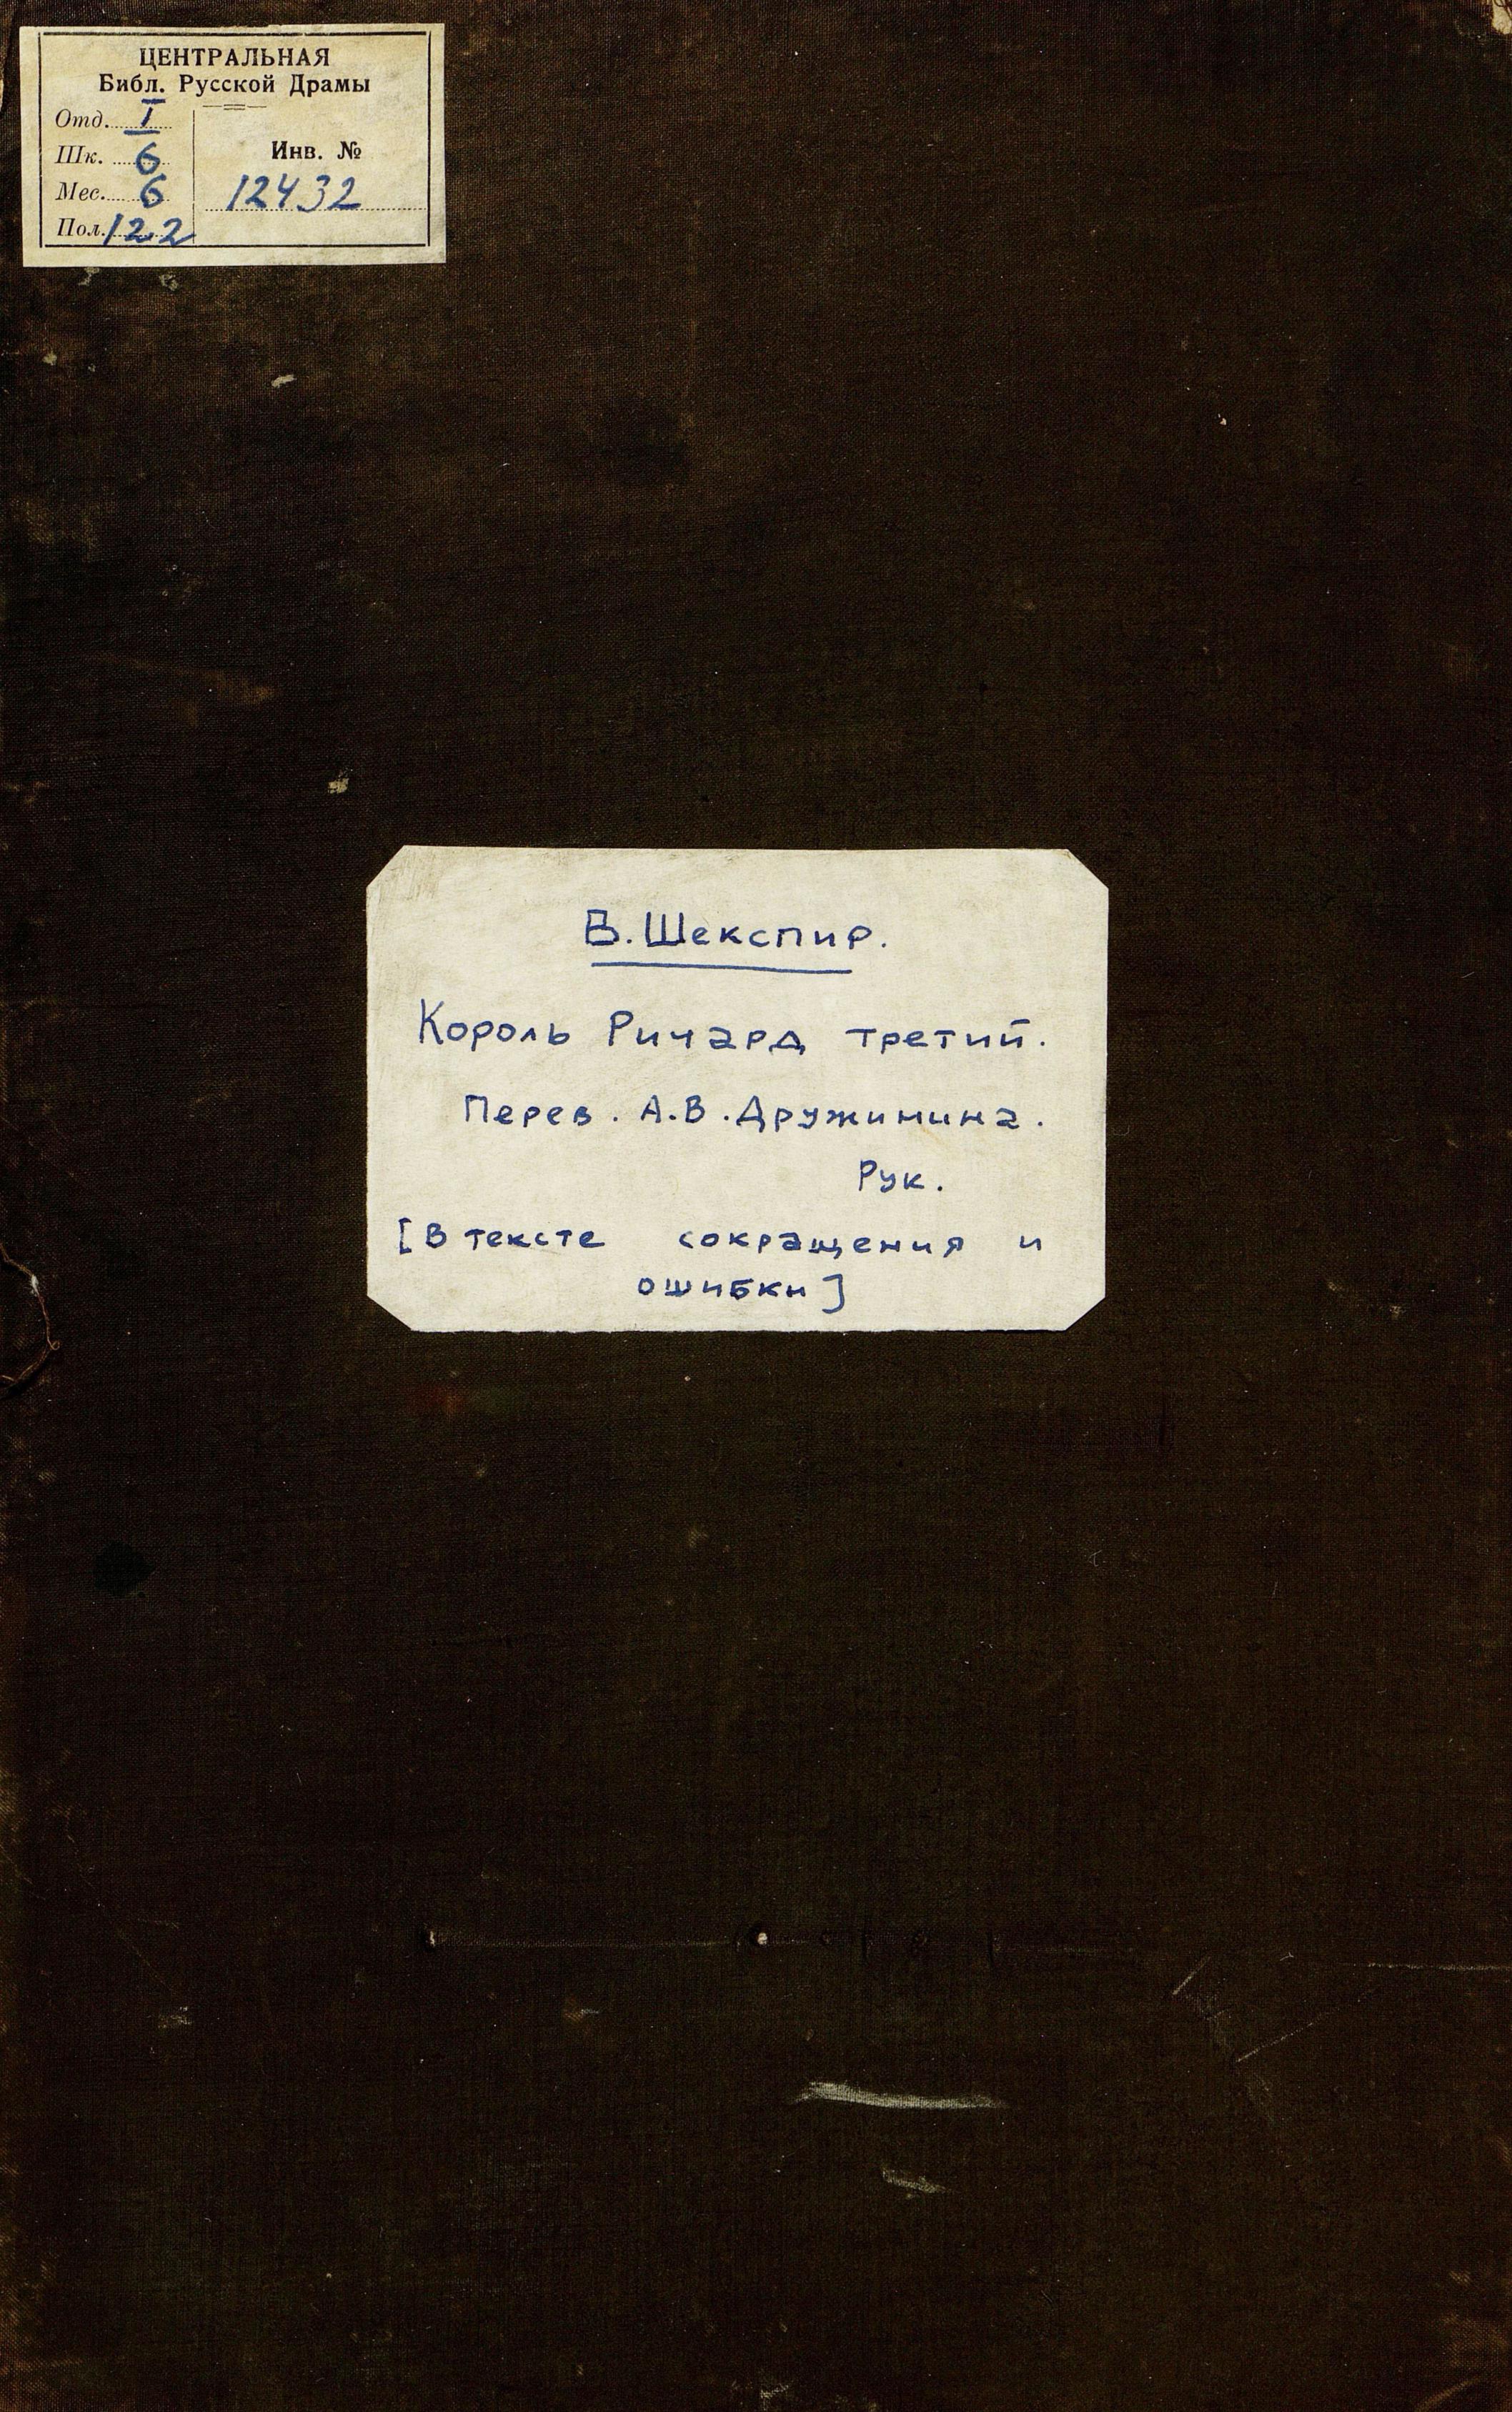 ЦЕНТРАЛЬНАЯ
Библ. Русской Драмы
Отд. I
Шк. 6
Мес. 6
Пол. 122
Инв. №
12432
В. Шекспир.
Король Ричард третий.
Перев. А.В. Дружинина.
Рук.
[В тексте сокращения и
ошибки]